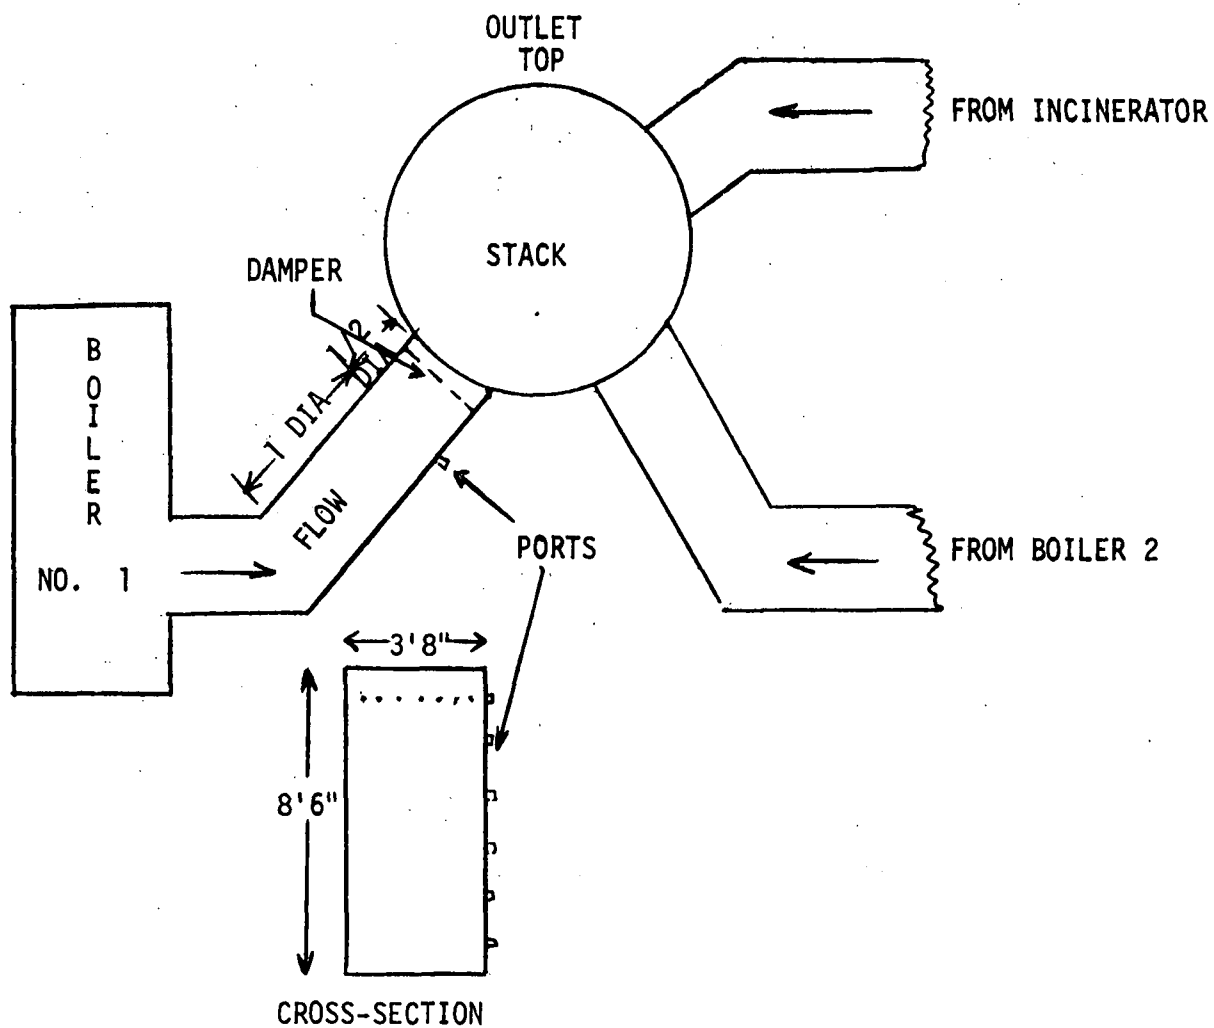 OUTLET
TOP
FROM INCINERATOR
STACK
DAMPER
1/2
DIA
1 DIA
BOILER
NO. 1
FLOW
PORTS
FROM BOILER 2
3'8"
8'6"
CROSS-SECTION